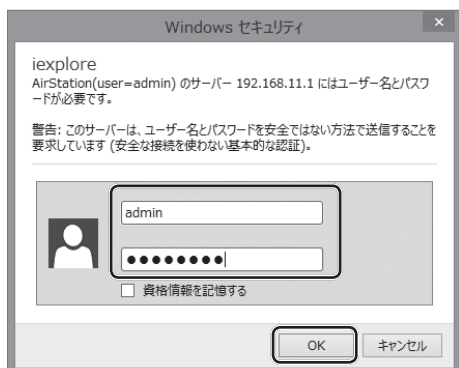 Windows セキュリティ
×
iexplore
AirStation(user=admin) のサーバー 192.168.11.1 にはユーザー名とパスワ
ードが必要です。
警告: このサーバーは、ユーザー名とパスワードを安全ではない方法で送信することを
要求しています (安全な接続を使わない基本的な認証)。
admin
●●●●●●●●
資格情報を記憶する
OK
キャンセル